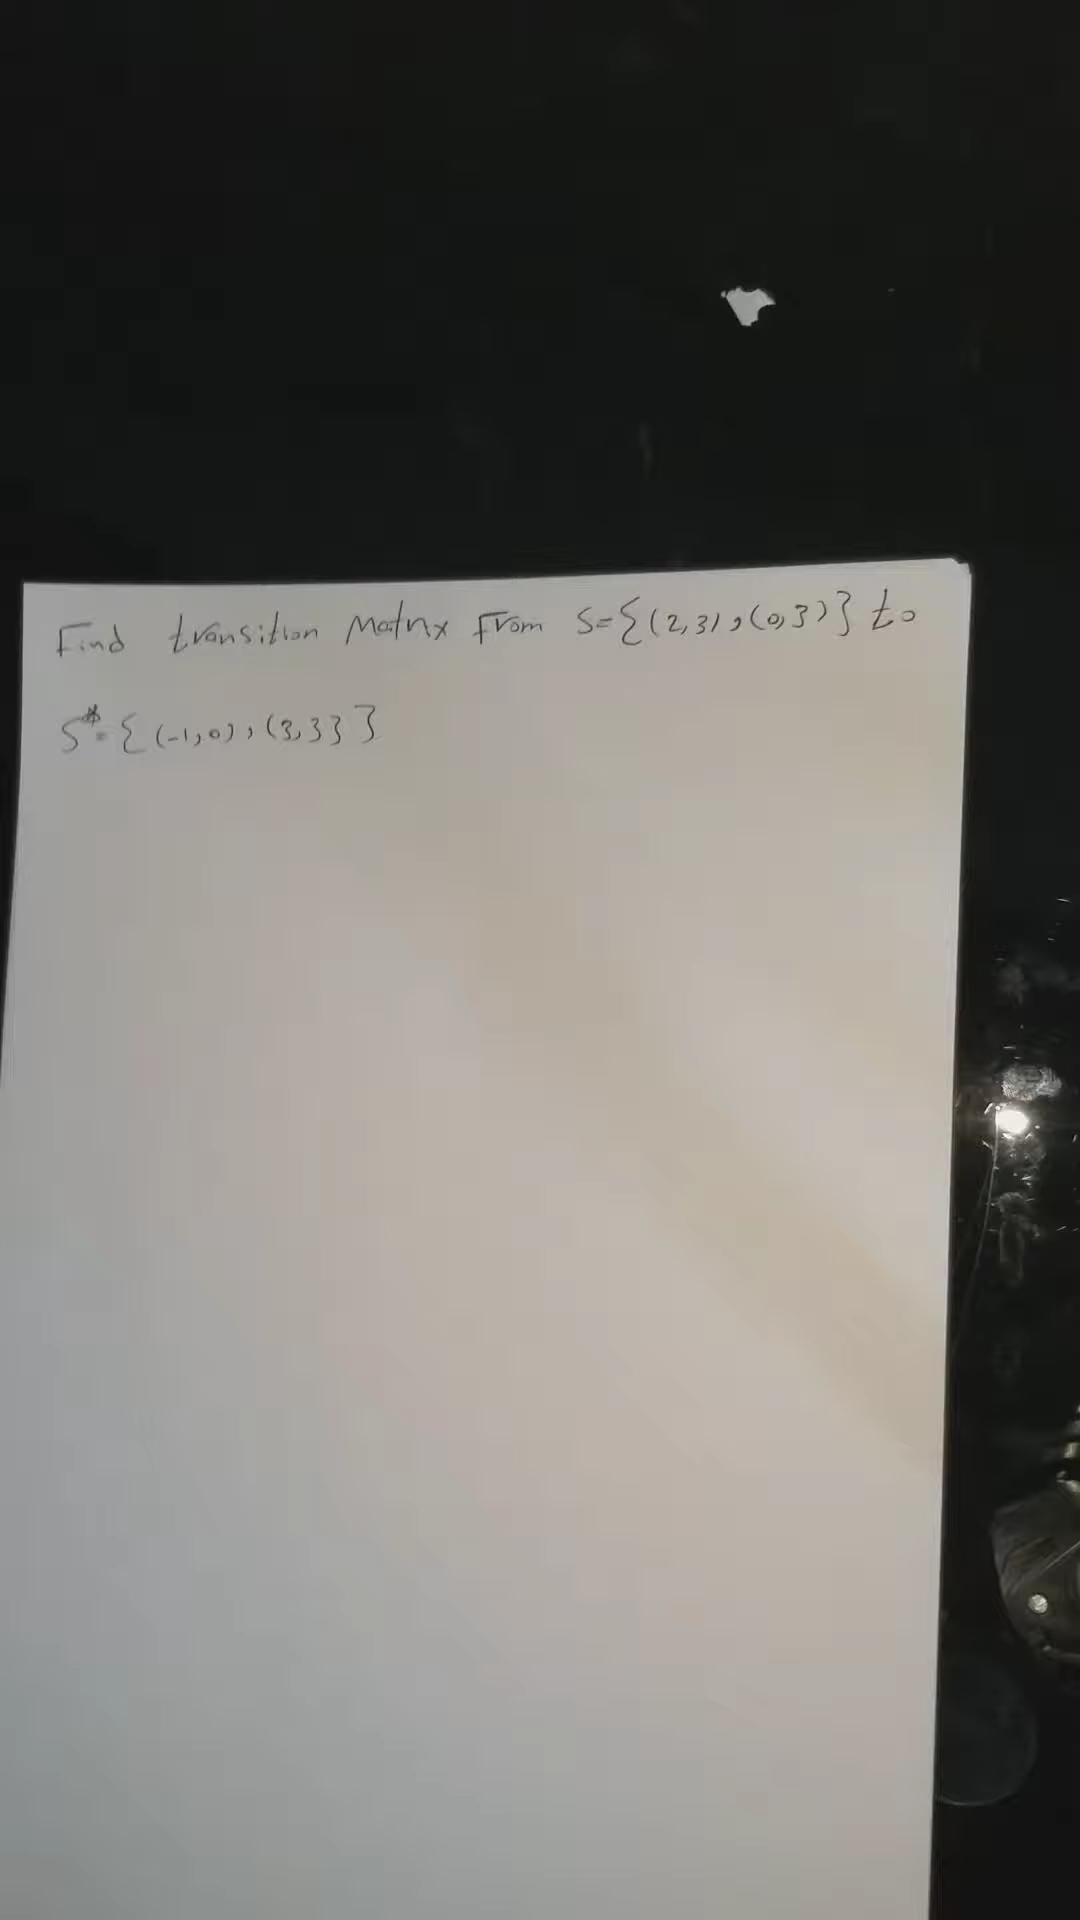 Find transition Matrix From S={(2,3),(0,3)} to
S*={(-1,0),(3,3}}